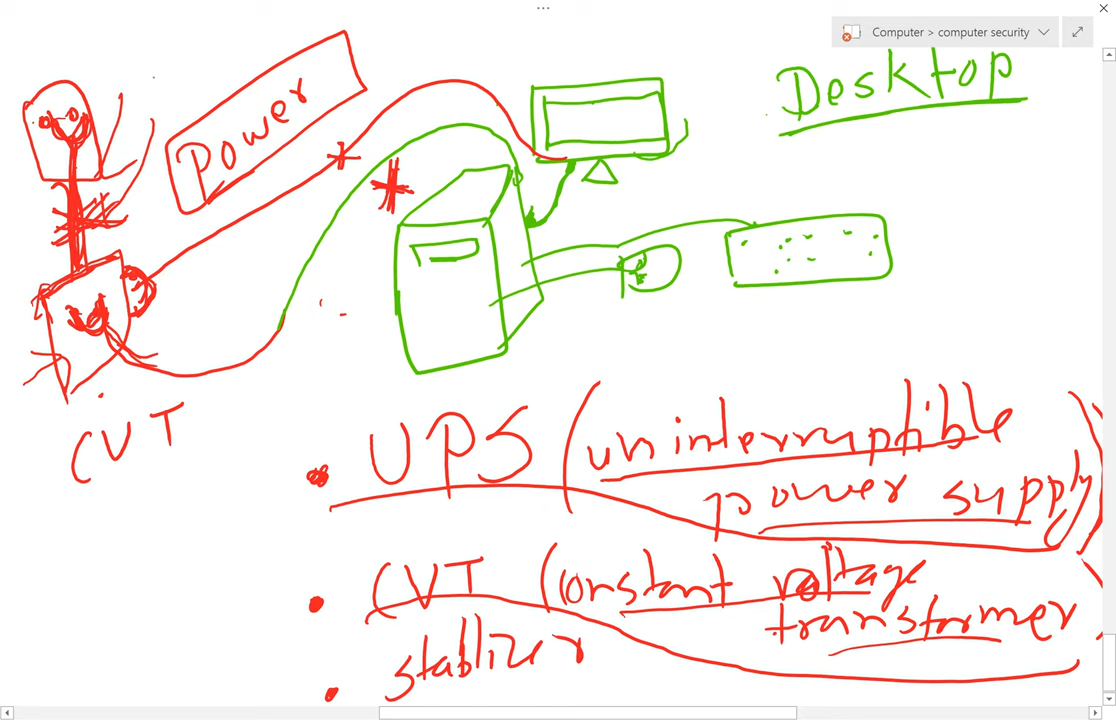 Computer > computer security
Desktop
Power
CVT
• UPS (uninterruptible
power supply)
• CVT (constant voltage
transformer
stablizer
•